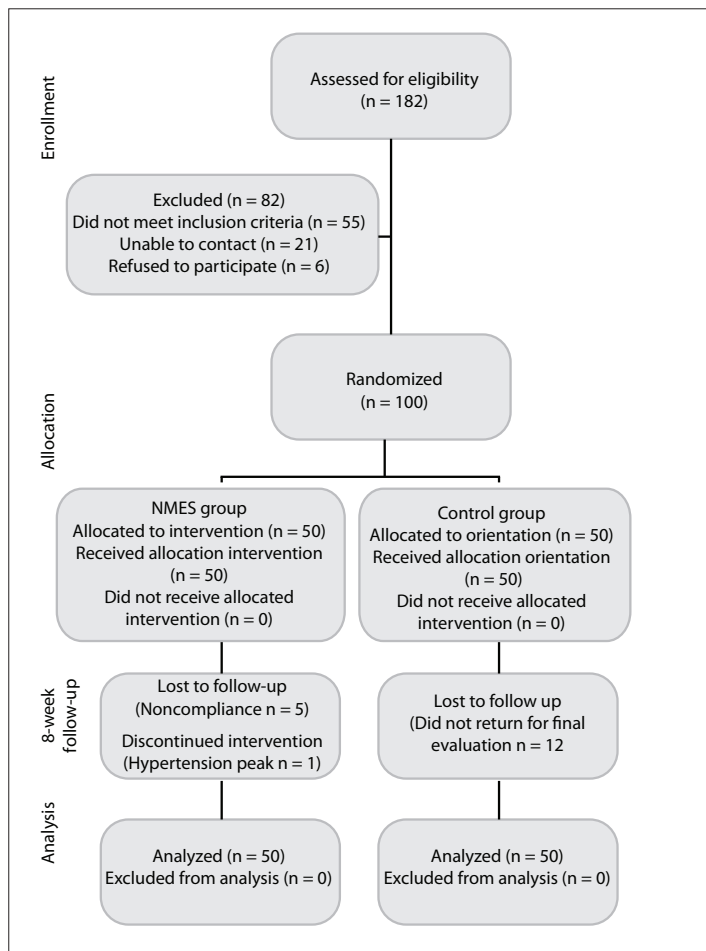 Enrollment
Assessed for eligibility
(n = 182)
Excluded (n = 82)
Did not meet inclusion criteria (n = 55)
Unable to contact (n = 21)
Refused to participate (n = 6)
Allocation
Randomized
(n = 100)
NMES group
Allocated to intervention (n = 50)
Received allocation intervention
(n = 50)
Did not receive allocated
intervention (n = 0)
Control group
Allocated to orientation (n = 50)
Received allocation orientation
(n = 50)
Did not receive allocated
intervention (n = 0)
8-week
follow-up
Lost to follow-up
(Noncompliance n = 5)
Discontinued intervention
(Hypertension peak n = 1)
Lost to follow up
(Did not return for final
evaluation n = 12
Analysis
Analyzed (n = 50)
Excluded from analysis (n = 0)
Analyzed (n = 50)
Excluded from analysis (n = 0)